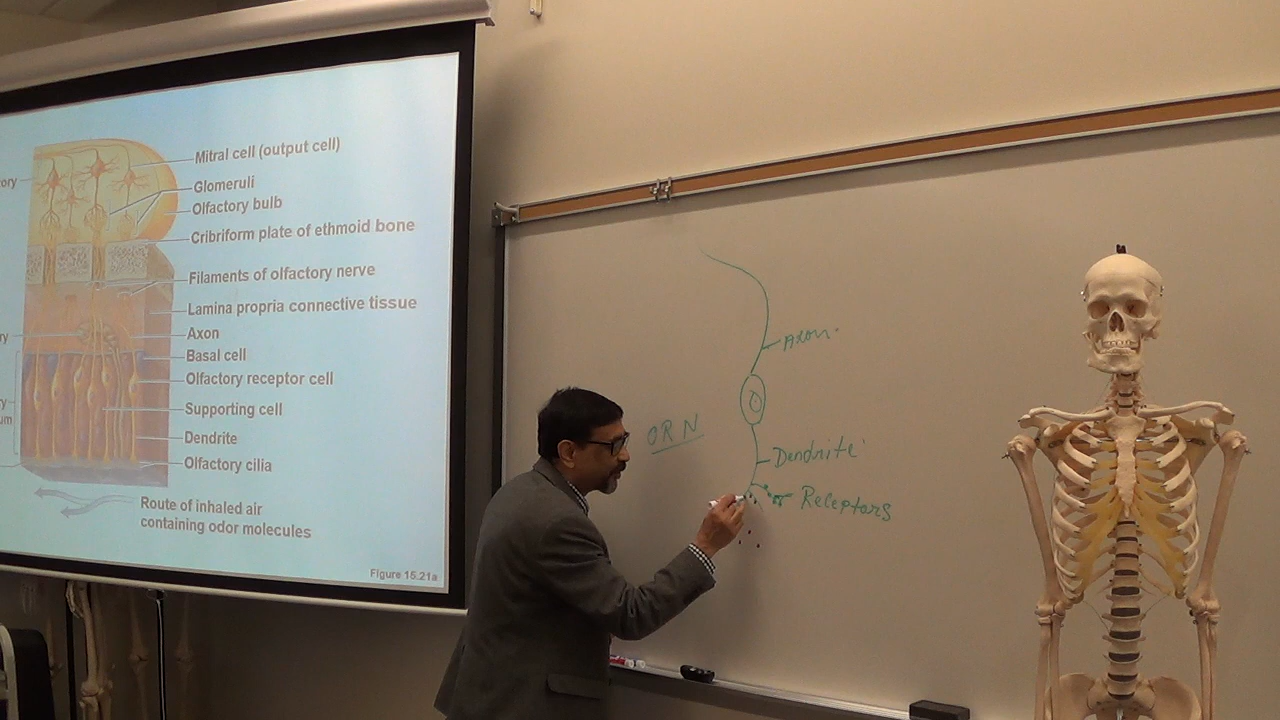 Mitral cell (output cell)
Glomeruli
Olfactory bulb
Cribriform plate of ethmoid bone
Filaments of olfactory nerve
Lamina propria connective tissue
Axon
Basal cell
Olfactory receptor cell
Supporting cell
Dendrite
Olfactory cilia
Route of inhaled air
containing odor molecules
Figure 15.21a
Axon
ORN
Dendrite
Receptors